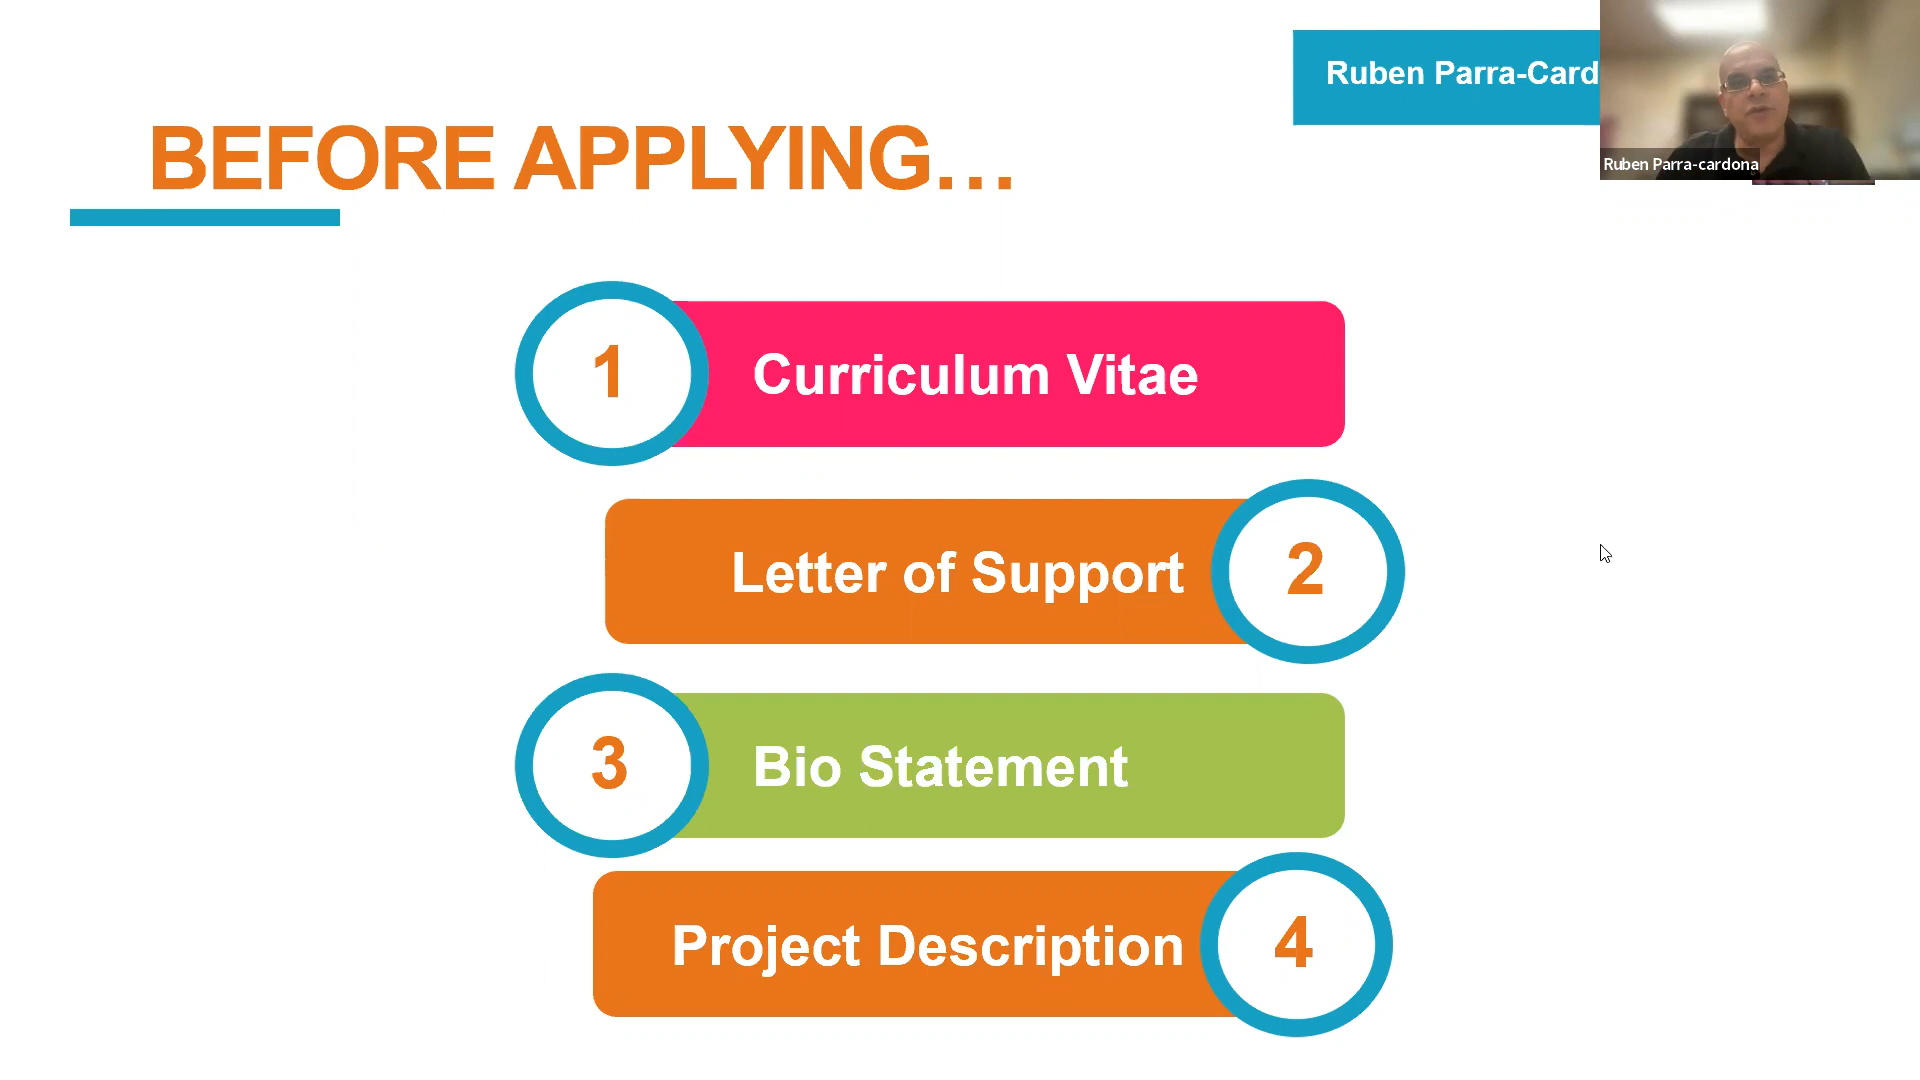 Ruben Parra-Card
Ruben Parra-cardona
BEFORE APPLYING…
1
Curriculum Vitae
Letter of Support
2
3
Bio Statement
Project Description
4